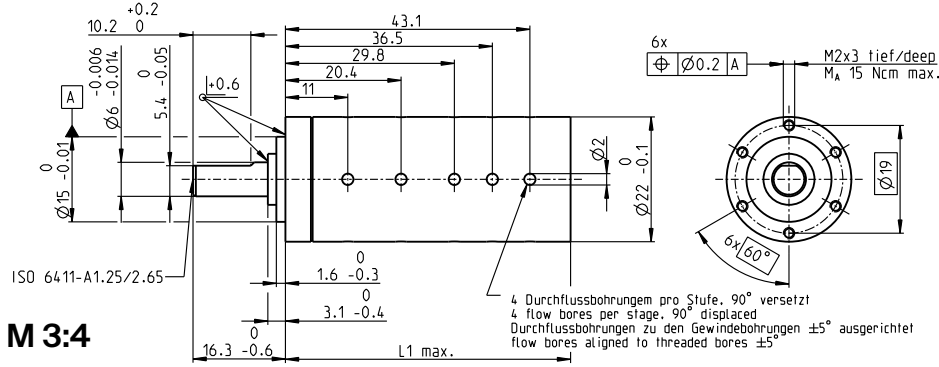 +0.2
10.2 0
43.1
36.5
29.8
20.4
11
+0.6
A
-0.006
Ø6 -0.014
0
5.4 -0.05
0
Ø15 -0.01
Ø2
0
Ø22 -0.1
6x
⌖ Ø0.2 A
M2x3 tief/deep
MA 15 Ncm max.
Ø19
6x 60°
ISO 6411-A1.25/2.65
0
1.6 -0.3
0
3.1 -0.4
0
16.3 -0.6
L1 max.
4 Durchflussbohrungem pro Stufe. 90° versetzt
4 flow bores per stage. 90° displaced
Durchflussbohrungen zu den Gewindebohrungen ±5° ausgerichtet
flow bores aligned to threaded bores ±5°
M 3:4